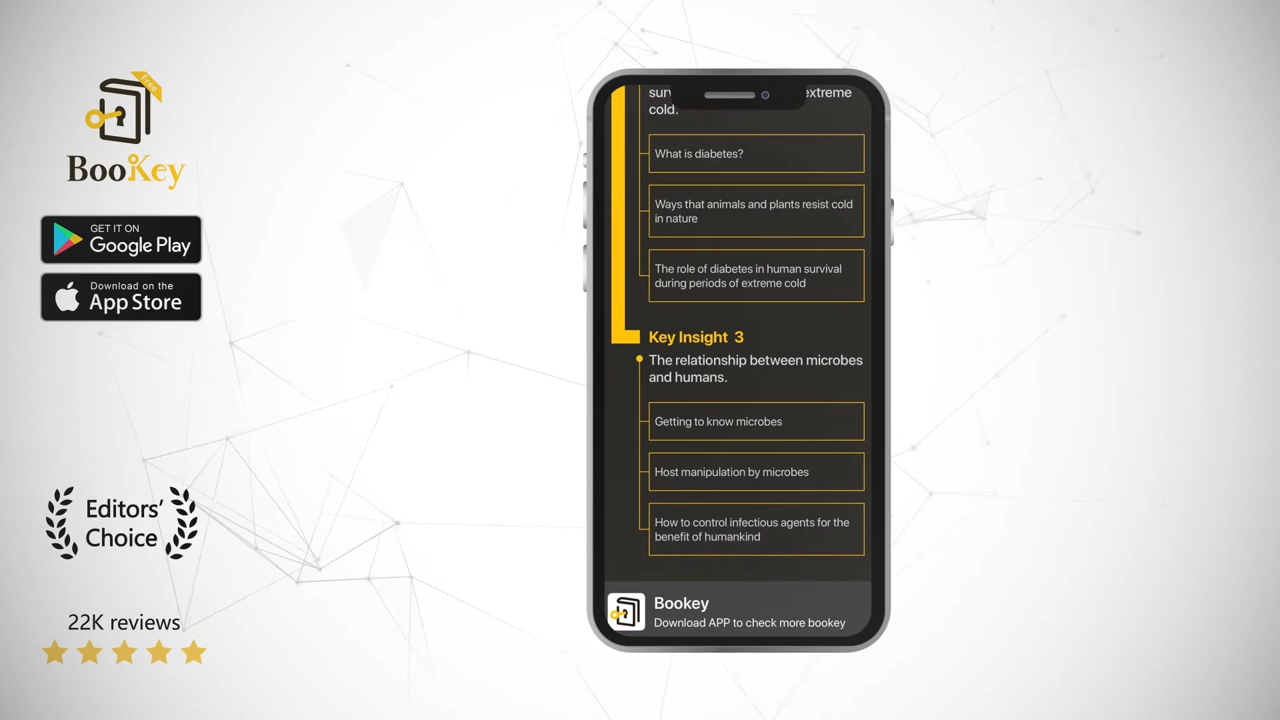 Free
BooKey
GET IT ON
Google Play
Download on the
App Store
Editors'
Choice
22K reviews
extreme
cold.
What is diabetes?
Ways that animals and plants resist cold
in nature
The role of diabetes in human survival
during periods of extreme cold
Key Insight 3
The relationship between microbes
and humans.
Getting to know microbes
Host manipulation by microbes
How to control infectious agents for the
benefit of humankind
Bookey
Download APP to check more bookey